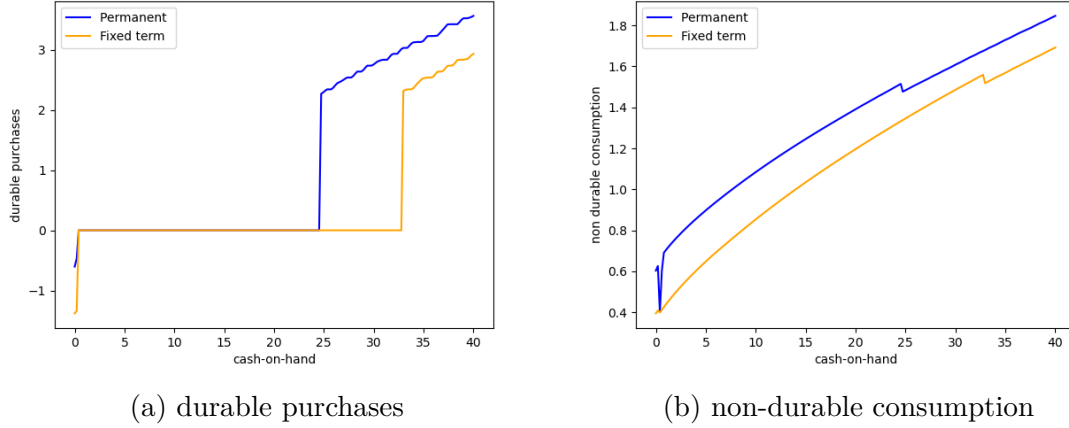 Permanent
Fixed term
3
2
1
0
−1
durable purchases
0 5 10 15 20 25 30 35 40
cash-on-hand
(a) durable purchases
Permanent
Fixed term
1.8
1.6
1.4
1.2
1.0
0.8
0.6
0.4
non durable consumption
0 5 10 15 20 25 30 35 40
cash-on-hand
(b) non-durable consumption